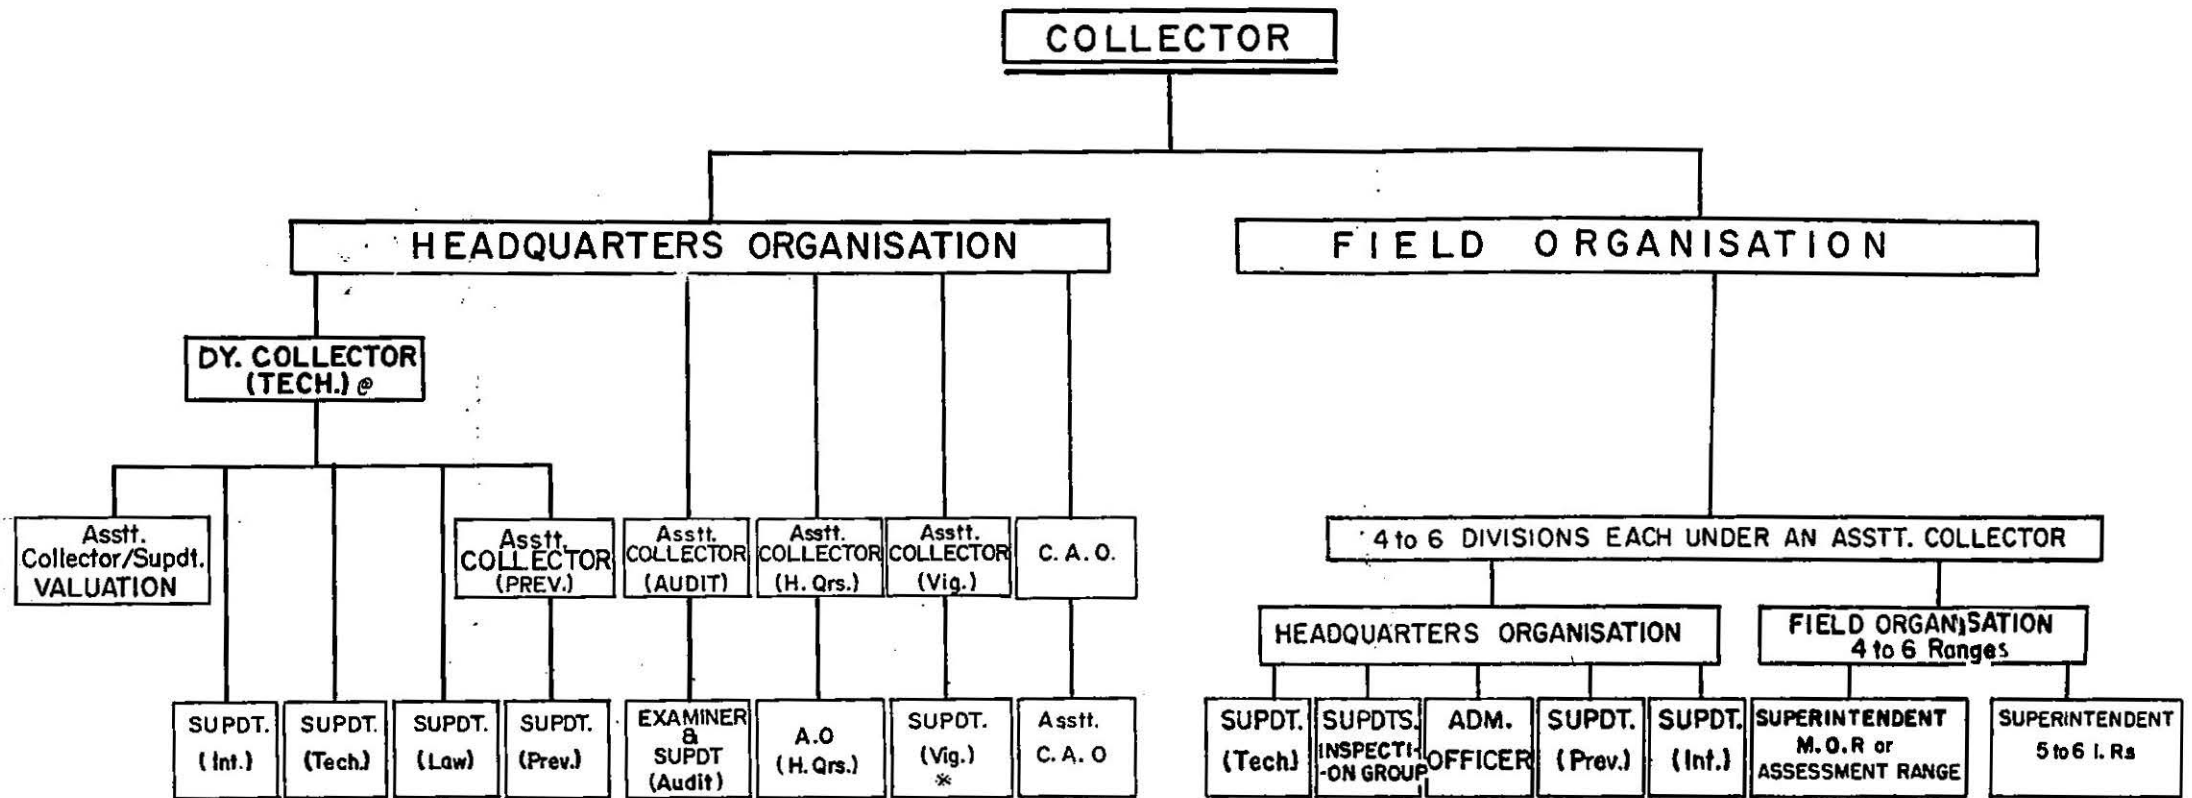 COLLECTOR
HEADQUARTERS ORGANISATION
FIELD ORGANISATION
DY. COLLECTOR
(TECH.) @
Asstt.
Collector/Supdt.
VALUATION
Asstt.
COLLECTOR
(PREV.)
Asstt.
COLLECTOR
(AUDIT)
Asstt.
COLLECTOR
(H. Qrs.)
Asstt.
COLLECTOR
(Vig.)
C. A. O.
4 to 6 DIVISIONS EACH UNDER AN ASSTT. COLLECTOR
HEADQUARTERS ORGANISATION
FIELD ORGANISATION
4 to 6 Ranges
SUPDT.
(Int.)
SUPDT.
(Tech.)
SUPDT.
(Law)
SUPDT.
(Prev.)
EXAMINER
&
SUPDT
(Audit)
A.O
(H. Qrs.)
SUPDT.
(Vig.)
※
Asstt.
C. A. O
SUPDT.
(Tech)
SUPDTS.
INSPECTI-
-ON GROUP
ADM.
OFFICER
SUPDT.
(Prev.)
SUPDT.
(Int.)
SUPERINTENDENT
M.O.R or
ASSESSMENT RANGE
SUPERINTENDENT
5 to 6 I. Rs